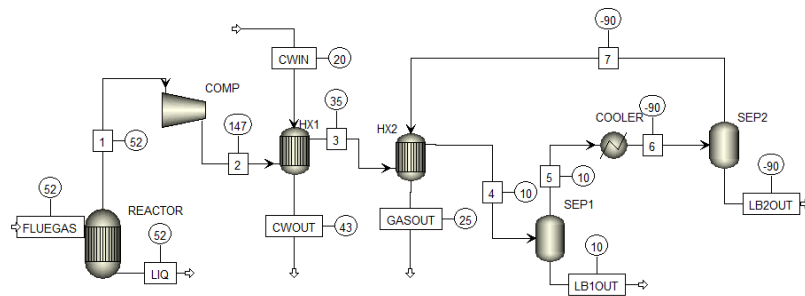 -90
7
CWIN
20
COMP
35
COOLER
-90
SEP2
HX1
HX2
1
52
147
2
3
6
5
10
4
10
52
REACTOR
SEP1
-90
LB2OUT
FLUEGAS
52
CWOUT
43
GASOUT
25
10
LIQ
LB1OUT